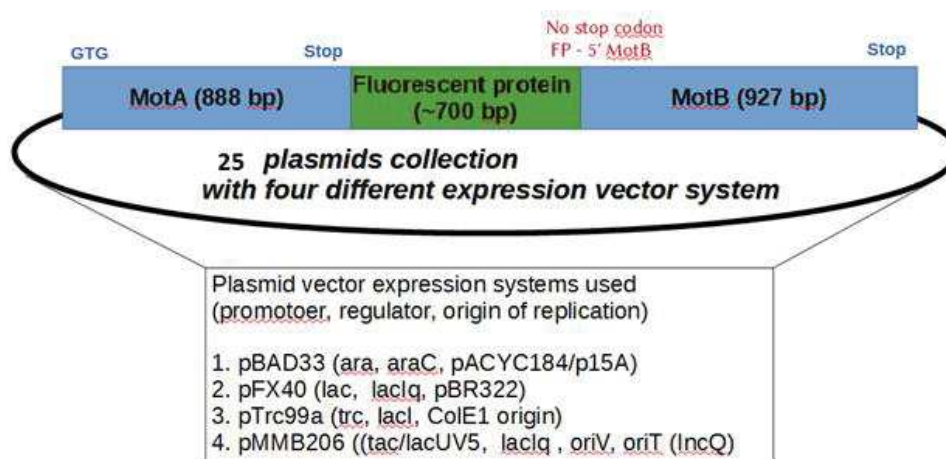 No stop codon
FP - 5' MotB
GTG Stop Stop
MotA (888 bp) Fluorescent protein (~700 bp) MotB (927 bp)
25 plasmids collection
with four different expression vector system
Plasmid vector expression systems used
(promotoer, regulator, origin of replication)
1. pBAD33 (ara, araC, pACYC184/p15A)
2. pFX40 (lac, lacIq, pBR322)
3. pTrc99a (trc, lacI, ColE1 origin)
4. pMMB206 ((tac/lacUV5, lacIq , oriV, oriT (IncQ)